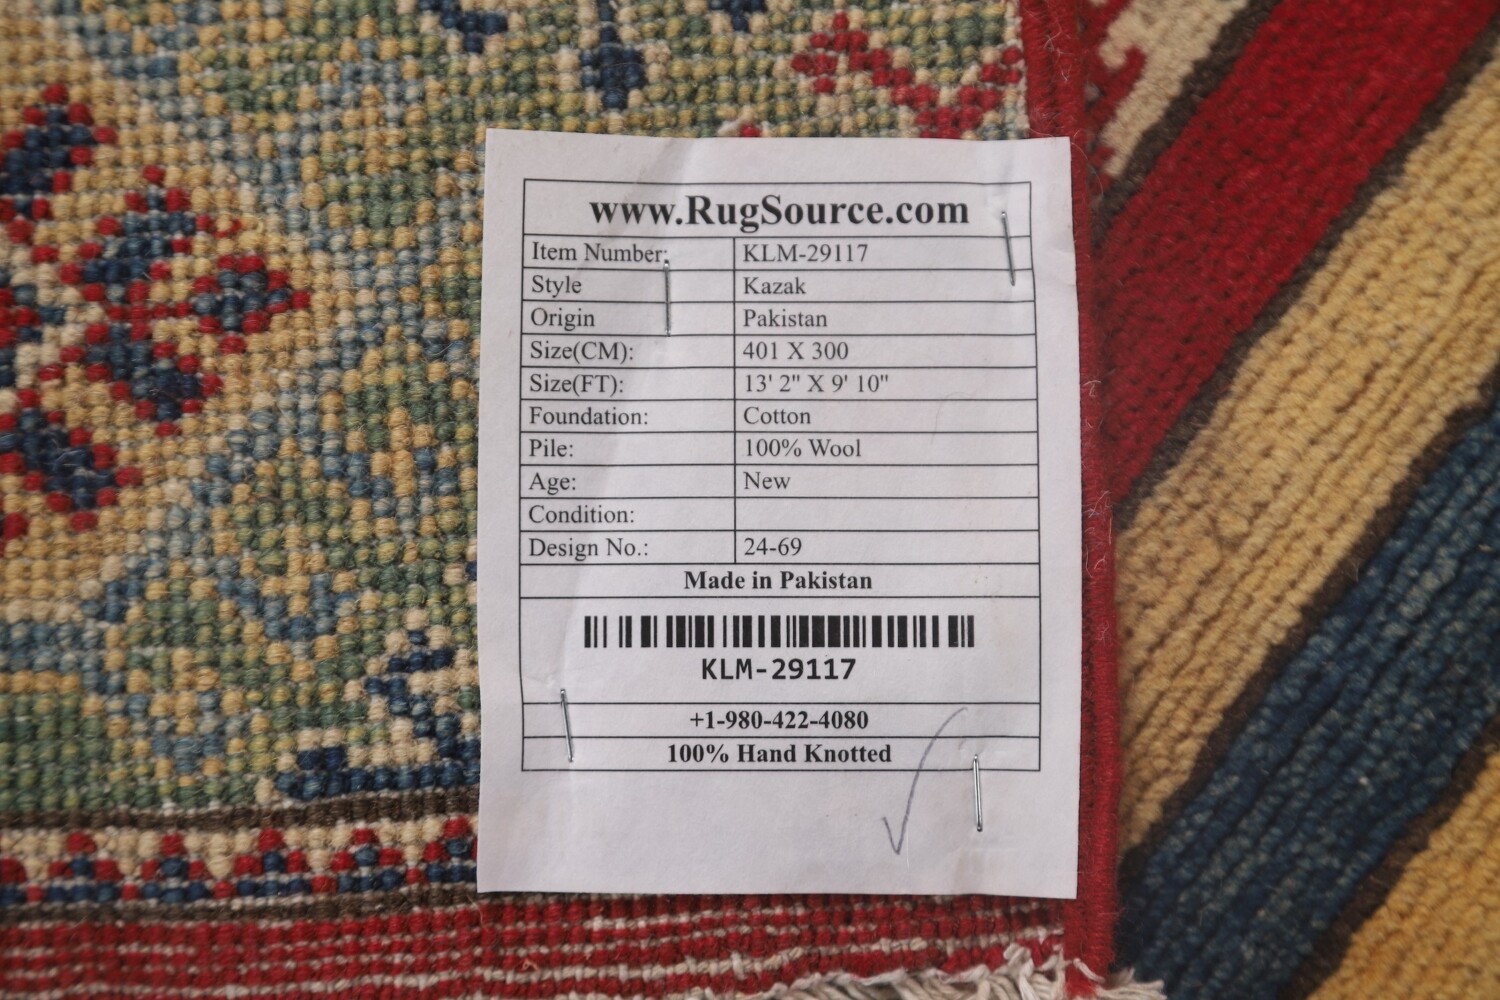 www.RugSource.com
Item Number: KLM-29117
Style Kazak
Origin Pakistan
Size(CM): 401 X 300
Size(FT): 13' 2" X 9' 10"
Foundation: Cotton
Pile: 100% Wool
Age: New
Condition:
Design No.: 24-69
Made in Pakistan
KLM-29117
+1-980-422-4080
100% Hand Knotted